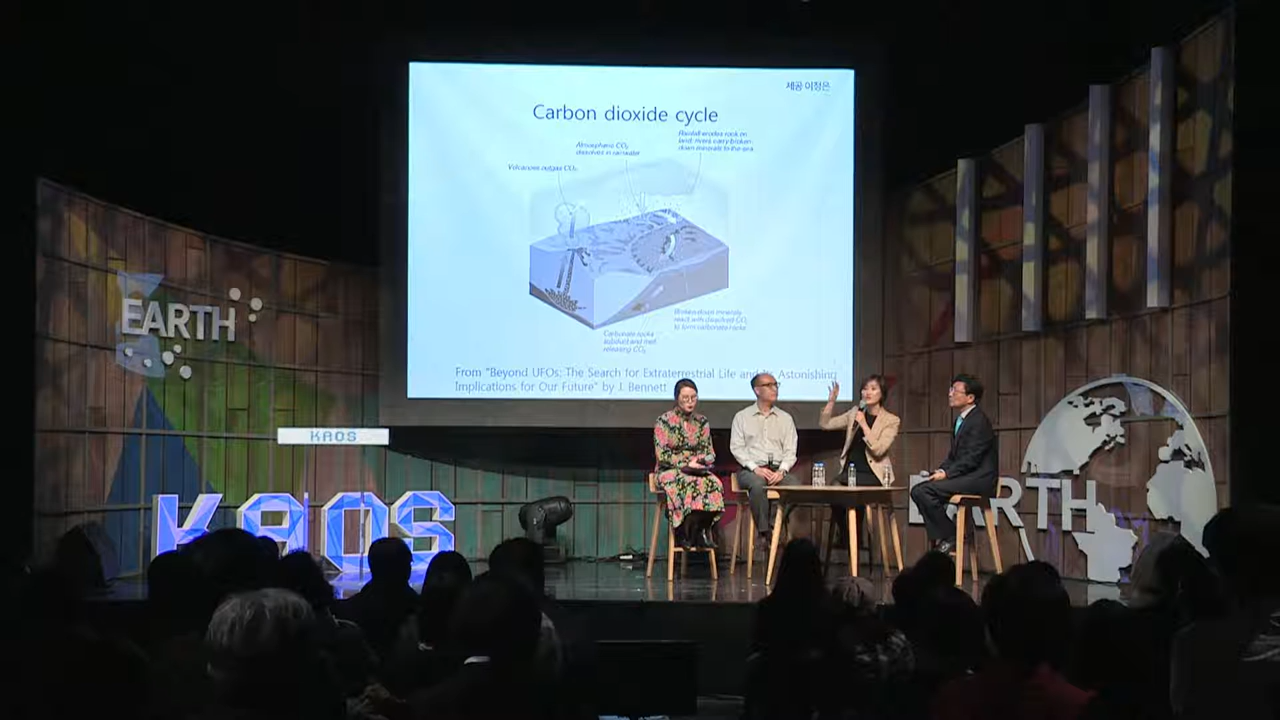 제공 이정은
Carbon dioxide cycle
Rainfall erodes rock on
land; rivers carry broken-
down minerals to the sea
Atmospheric CO₂
dissolves in rainwater
Volcanoes outgas CO₂
Broken-down minerals
react with dissolved CO₂
to form carbonate rocks
Carbonate rocks
subduct and melt,
releasing CO₂
From "Beyond UFOs: The Search for Extraterrestrial Life and Its Astonishing
Implications for Our Future" by J. Bennett
EARTH
KAOS
KAOS
EARTH